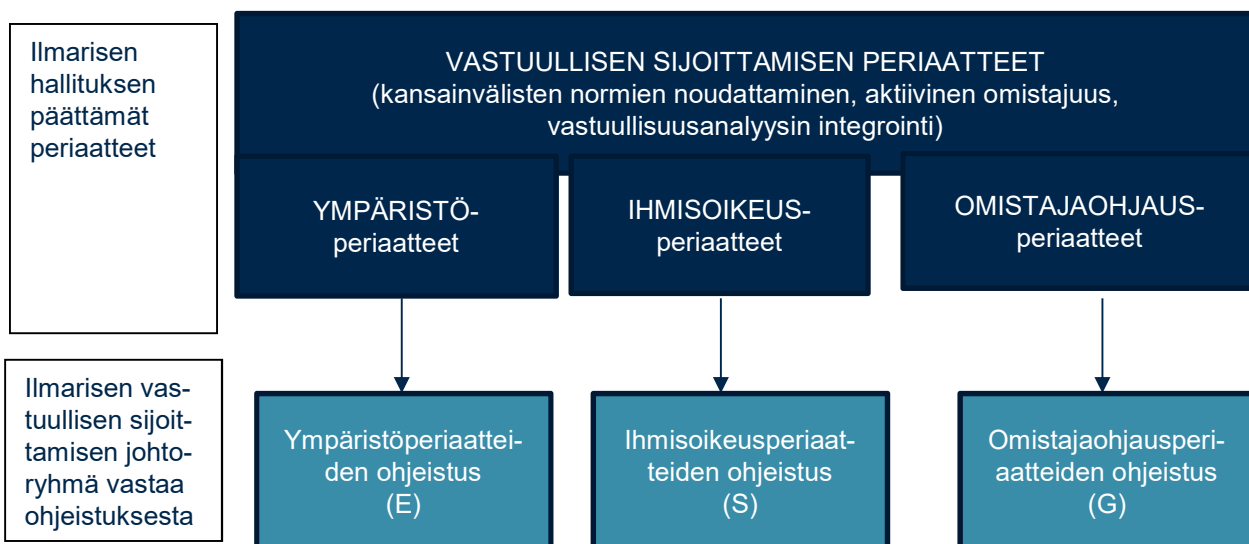 Ilmarisen
hallituksen
päättämät
periaatteet
VASTUULLISEN SIJOITTAMISEN PERIAATTEET
(kansainvälisten normien noudattaminen, aktiivinen omistajuus,
vastuullisuusanalyysin integrointi)
YMPÄRISTÖ-
periaatteet
IHMISOIKEUS-
periaatteet
OMISTAJAOHJAUS-
periaatteet
Ilmarisen vas-
tuullisen sijoit-
tamisen johto-
ryhmä vastaa
ohjeistuksesta
Ympäristöperiaattei-
den ohjeistus
(E)
Ihmisoikeusperiaat-
teiden ohjeistus
(S)
Omistajaohjausperi-
aatteiden ohjeistus
(G)